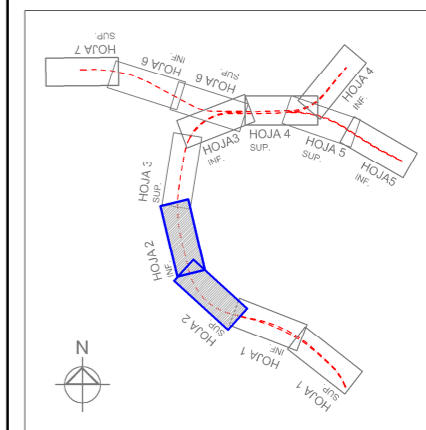 HOJA 7
SUP.
HOJA 6
INF.
HOJA 6
SUP.
HOJA 4
INF.
HOJA3
INF.
HOJA 4
SUP.
HOJA 5
SUP.
HOJA5
INF.
HOJA 3
SUP.
HOJA 2
INF.
HOJA 2
SUP
HOJA 1
INF.
HOJA 1
SUP.
N